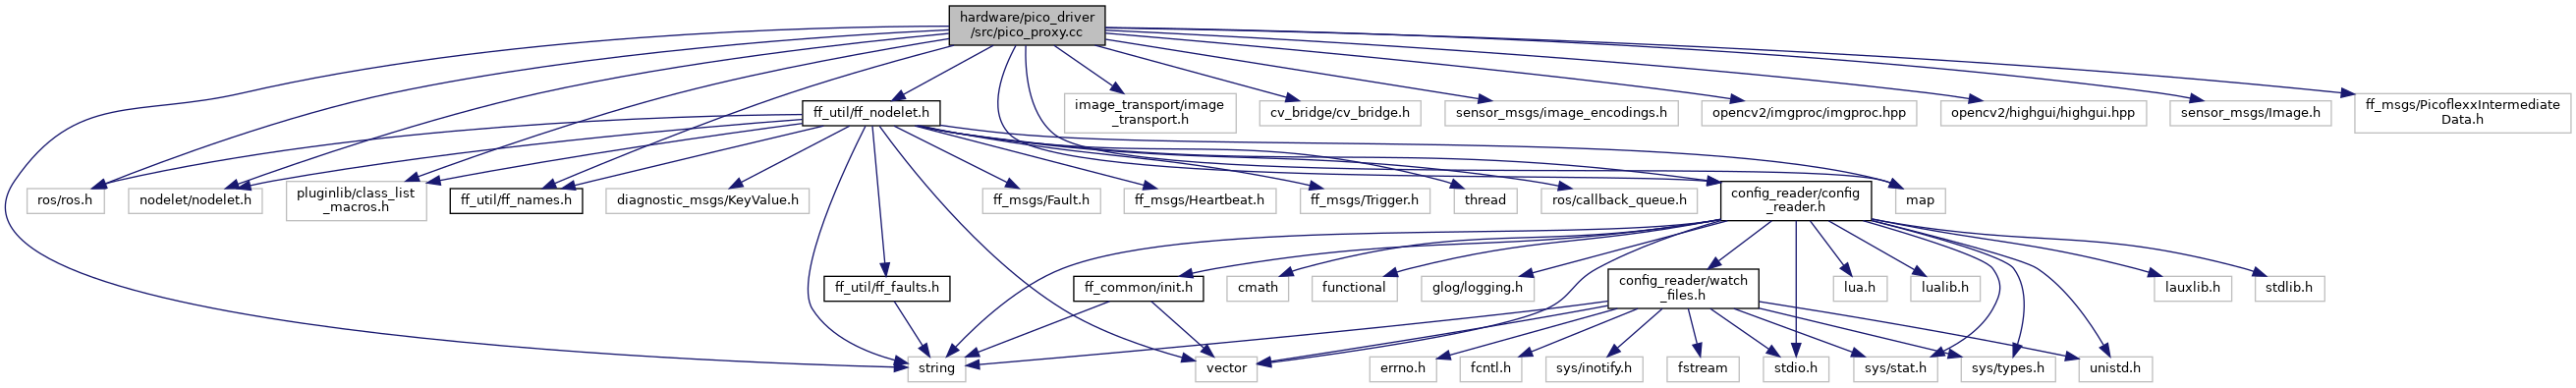 hardware/pico_driver
/src/pico_proxy.cc
ff_util/ff_nodelet.h
image_transport/image
_transport.h
cv_bridge/cv_bridge.h
sensor_msgs/image_encodings.h
opencv2/imgproc/imgproc.hpp
opencv2/highgui/highgui.hpp
sensor_msgs/Image.h
ff_msgs/PicoflexxIntermediate
Data.h
ros/ros.h
nodelet/nodelet.h
pluginlib/class_list
_macros.h
ff_util/ff_names.h
diagnostic_msgs/KeyValue.h
ff_msgs/Fault.h
ff_msgs/Heartbeat.h
ff_msgs/Trigger.h
thread
ros/callback_queue.h
config_reader/config
_reader.h
map
ff_util/ff_faults.h
ff_common/init.h
cmath
functional
glog/logging.h
config_reader/watch
_files.h
lua.h
lualib.h
lauxlib.h
stdlib.h
string
vector
errno.h
fcntl.h
sys/inotify.h
fstream
stdio.h
sys/stat.h
sys/types.h
unistd.h